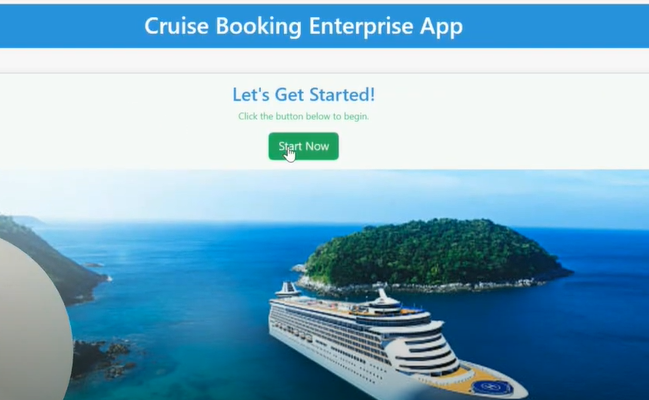 Cruise Booking Enterprise App
Let's Get Started!
Click the button below to begin.
Start Now